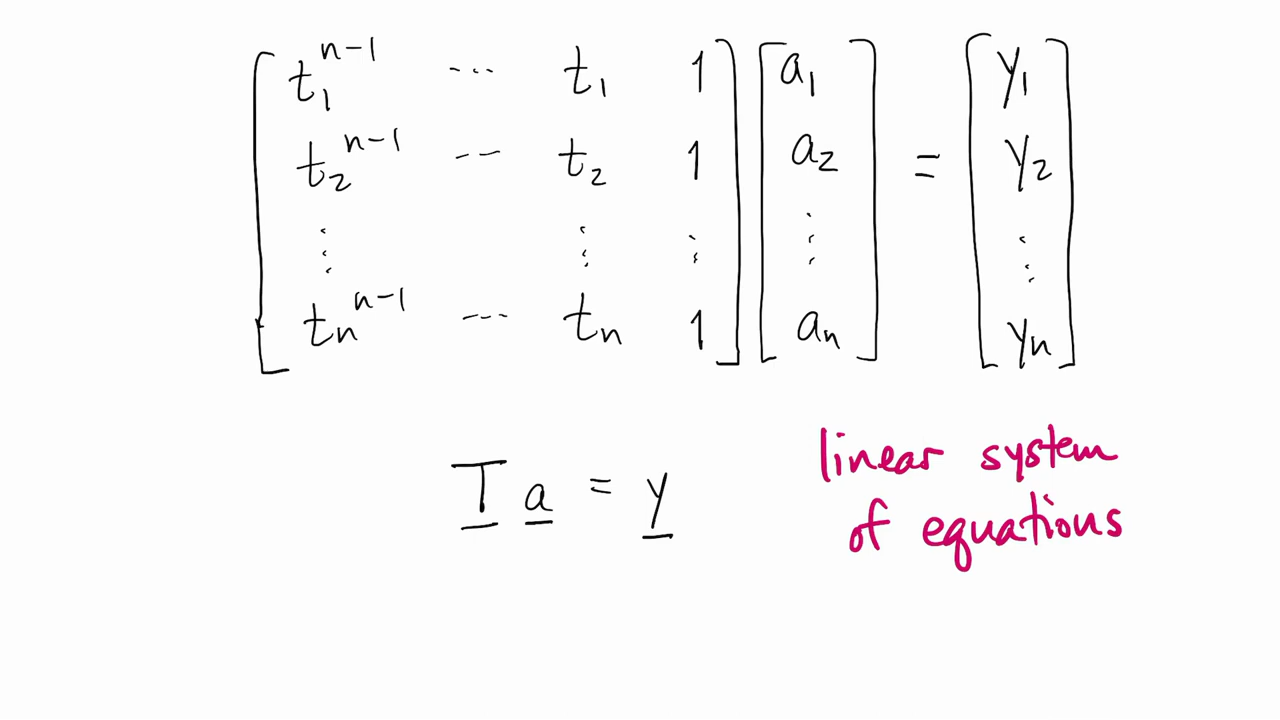 t₁ⁿ⁻¹ ... t₁ 1 a₁ y₁
t₂ⁿ⁻¹ -- t₂ 1 a₂ = y₂
⋮ ⋮ ⋮ ⋮ ⋮
tₙⁿ⁻¹ ... tₙ 1 aₙ yₙ
T a = y
linear system
of equations